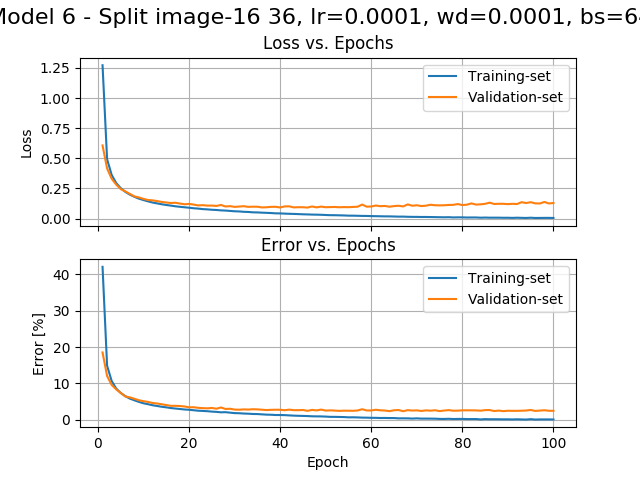 Model 6 - Split image-16 36, lr=0.0001, wd=0.0001, bs=64
Loss vs. Epochs
1.25
1.00
0.75
0.50
0.25
0.00
Loss
Training-set
Validation-set
Error vs. Epochs
40
30
20
10
0
Error [%]
Training-set
Validation-set
0 20 40 60 80 100
Epoch